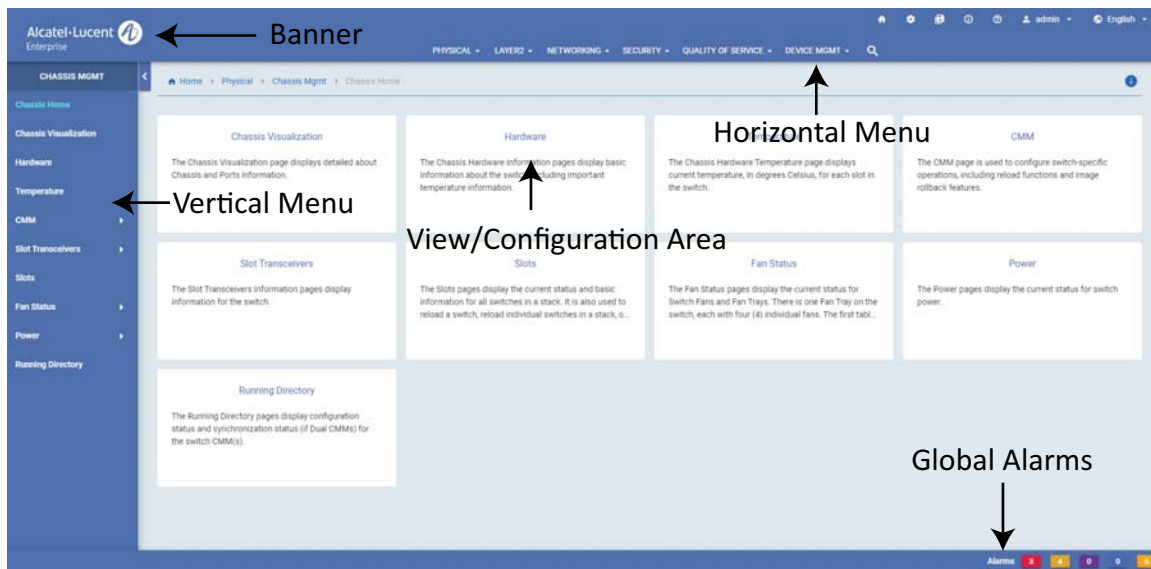 Alcatel-Lucent
Enterprise
Banner
admin
English
PHYSICAL
LAYER2
NETWORKING
SECURITY
QUALITY OF SERVICE
DEVICE MGMT
CHASSIS MGMT
Home > Physical > Chassis Mgmt > Chassis Home
Chassis Home
Chassis Visualization
Hardware
Temperature
CMM
Slot Transceivers
Slots
Fan Status
Power
Running Directory
Vertical Menu
Horizontal Menu
View/Configuration Area
Global Alarms
Chassis Visualization
The Chassis Visualization page displays detailed about
Chassis and Ports information.
Hardware
The Chassis Hardware Information pages display basic
information about the switch, including important
temperature information.
The Chassis Hardware Temperature page displays
current temperature, in degrees Celsius, for each slot in
the switch.
CMM
The CMM page is used to configure switch-specific
operations, including reload functions and image
rollback features.
Slot Transceivers
The Slot Transceivers Information pages display
information for the switch.
Slots
The Slots pages display the current status and basic
information for all switches in a stack. It is also used to
reload a switch, reload individual switches in a stack, o...
Fan Status
The Fan Status pages display the current status for
Switch Fans and Fan Trays. There is one Fan Tray on the
switch, each with four (4) individual fans. The first tabl...
Power
The Power pages display the current status for switch
power.
Running Directory
The Running Directory pages display configuration
status and synchronization status (if Dual CMMs) for
the switch CMM(s).
Alarms 3 4 0 0